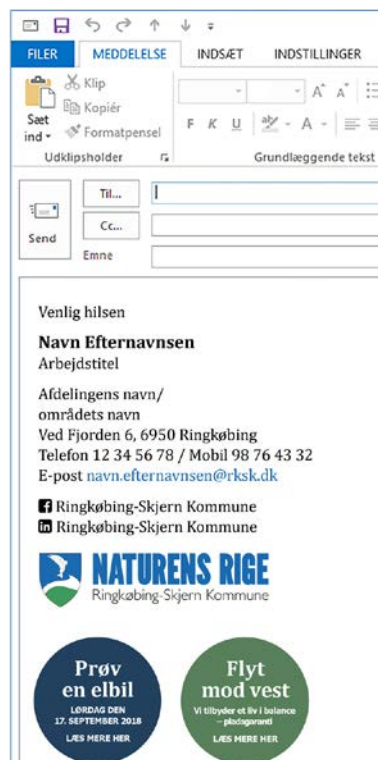 FILER MEDDELELSE INDSÆT INDSTILLINGER
Klip
Kopiér
Sæt
ind
Formatpensel
F K U A
Udklipsholder
Grundlæggende tekst
Til...
Cc...
Send
Emne
Venlig hilsen
Navn Efternavnsen
Arbejdstitel
Afdelingens navn/
områdets navn
Ved Fjorden 6, 6950 Ringkøbing
Telefon 12 34 56 78 / Mobil 98 76 43 32
E-post navn.efternavnsen@rksk.dk
Ringkøbing-Skjern Kommune
Ringkøbing-Skjern Kommune
NATURENS RIGE
Ringkøbing-Skjern Kommune
Prøv
en elbil
LØRDAG DEN
17. SEPTEMBER 2018
LÆS MERE HER
Flyt
mod vest
Vi tilbyder et liv i balance
– pladsgaranti
LÆS MERE HER